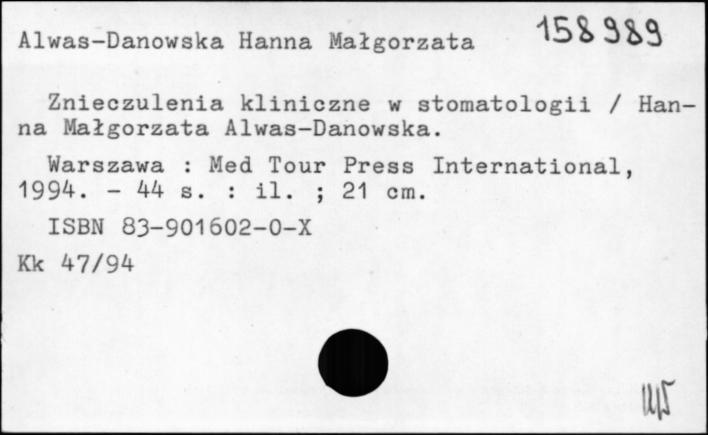 158989
Alwas-Danowska Hanna Małgorzata
Znieczulenia kliniczne w stomatologii / Han-
na Małgorzata Alwas-Danowska.
Warszawa : Med Tour Press International,
1994. - 44 s. : il. ; 21 cm.
ISBN 83-901602-0-X
Kk 47/94